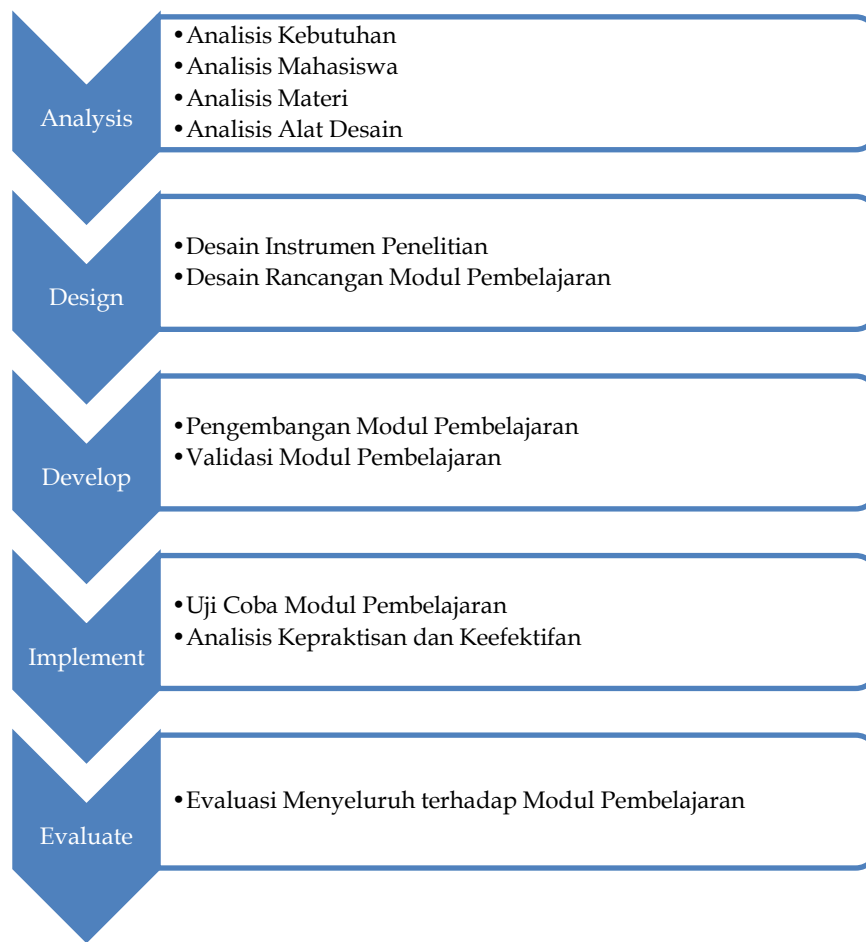 Analysis
•Analisis Kebutuhan
•Analisis Mahasiswa
•Analisis Materi
•Analisis Alat Desain
Design
•Desain Instrumen Penelitian
•Desain Rancangan Modul Pembelajaran
Develop
•Pengembangan Modul Pembelajaran
•Validasi Modul Pembelajaran
Implement
•Uji Coba Modul Pembelajaran
•Analisis Kepraktisan dan Keefektifan
Evaluate
•Evaluasi Menyeluruh terhadap Modul Pembelajaran